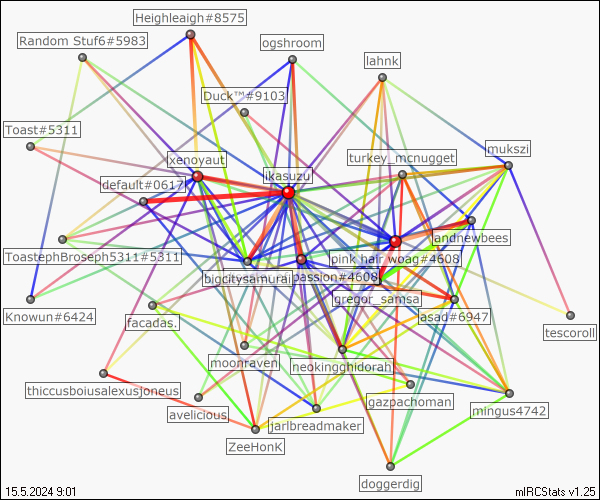 Heighleigh#8575
Random Stuf6#5983
ogshroom
lahnk
Duck™#9103
Toast#5311
xenoyaut
turkey_mcnugget
mukszi
ikasuzu
default#0617
andnewbees
ToastephBroseph5311#5311
pink hair woag#4608
bigcitysamurai
passion#4608
gregor_samsa
Knowun#6424
facadas.
asad#6947
tescoroll
moonraven
neokingghidorah
thiccusboiusalexusjoneus
gazpachoman
mingus4742
avelicious
jarlbreadmaker
ZeeHonK
doggerdig
15.5.2024 9:01
mIRCStats v1.25